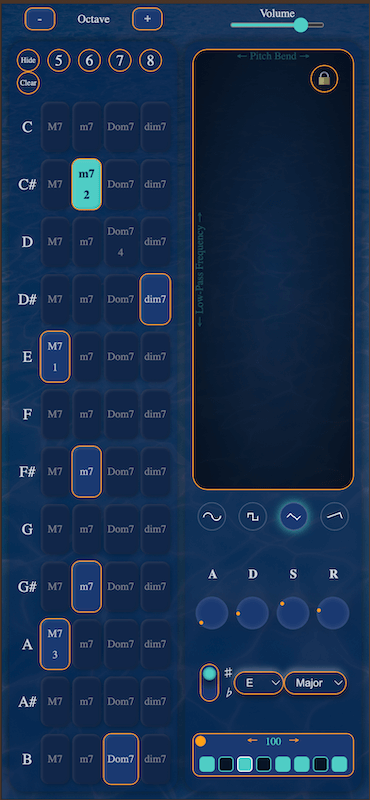 - Octave +
Volume
Hide 5 6 7 8
Clear
← Pitch Bend →
← Low-Pass Frequency →
C M7 m7 Dom7 dim7
C# M7 m7 2 Dom7 dim7
D M7 m7 Dom7 4 dim7
D# M7 m7 Dom7 dim7
E M7 1 m7 Dom7 dim7
F M7 m7 Dom7 dim7
F# M7 m7 Dom7 dim7
G M7 m7 Dom7 dim7
G# M7 m7 Dom7 dim7
A M7 3 m7 Dom7 dim7
A# M7 m7 Dom7 dim7
B M7 m7 Dom7 dim7
A D S R
♯
♭
E Major
← 100 →